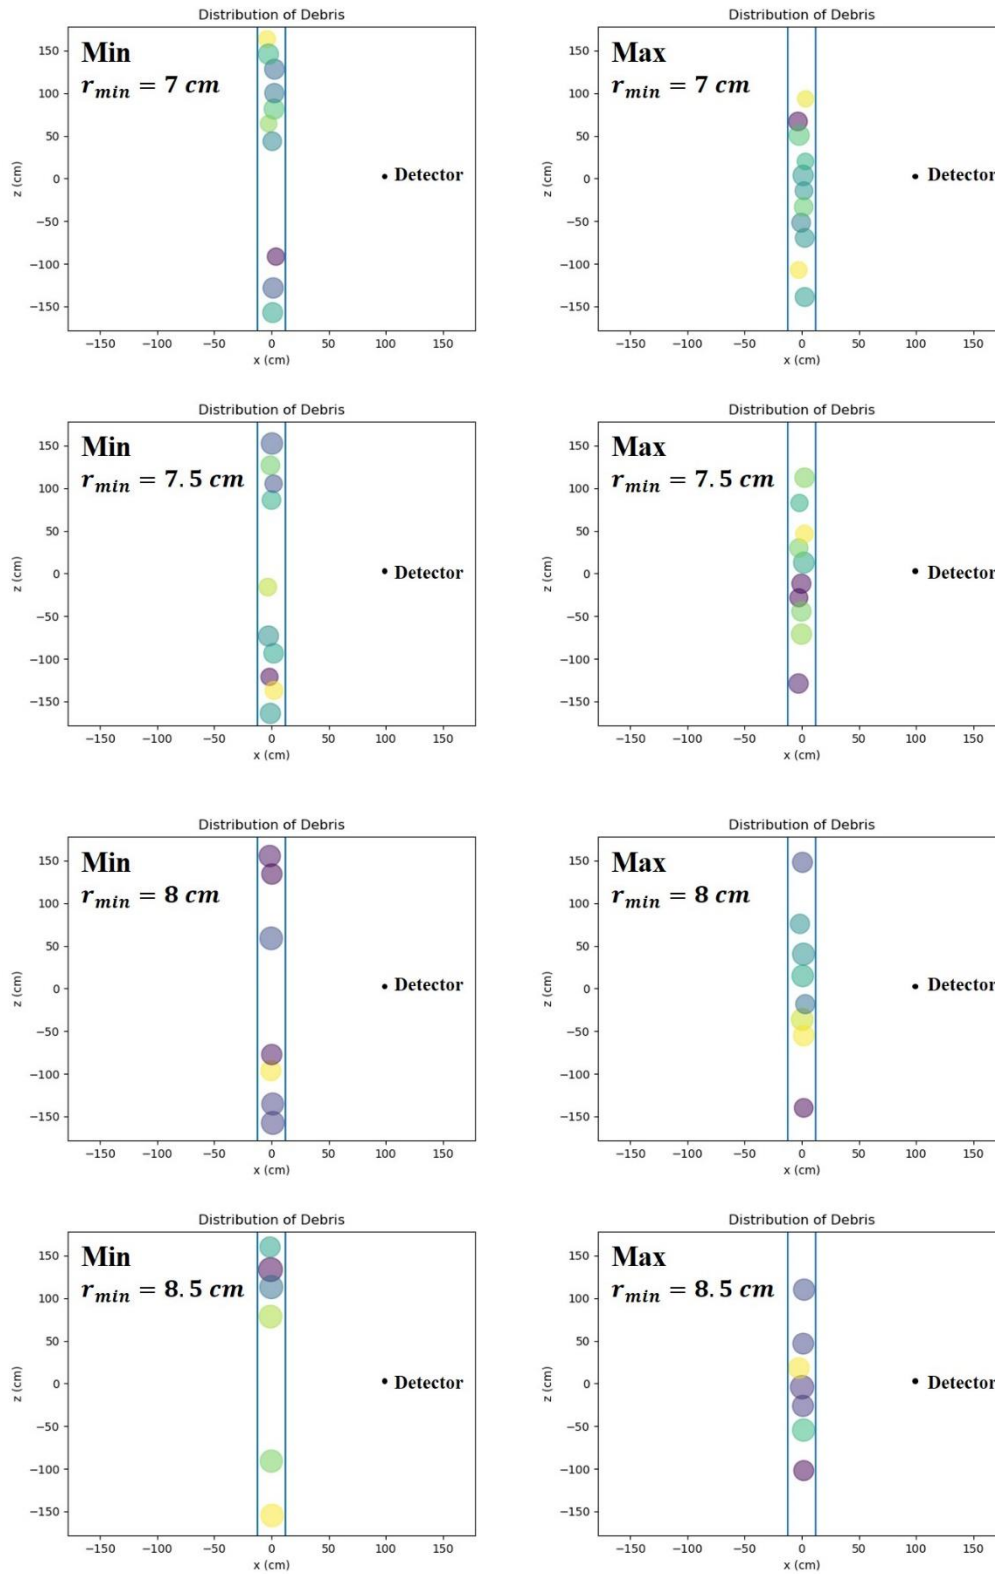 Distribution of Debris
Min
r_min = 7 cm
Detector
z (cm)
150
100
50
0
−50
−100
−150
−150 −100 −50 0 50 100 150
x (cm)
Distribution of Debris
Max
r_min = 7 cm
Detector
z (cm)
150
100
50
0
−50
−100
−150
−150 −100 −50 0 50 100 150
x (cm)
Distribution of Debris
Min
r_min = 7.5 cm
Detector
z (cm)
150
100
50
0
−50
−100
−150
−150 −100 −50 0 50 100 150
x (cm)
Distribution of Debris
Max
r_min = 7.5 cm
Detector
z (cm)
150
100
50
0
−50
−100
−150
−150 −100 −50 0 50 100 150
x (cm)
Distribution of Debris
Min
r_min = 8 cm
Detector
z (cm)
150
100
50
0
−50
−100
−150
−150 −100 −50 0 50 100 150
x (cm)
Distribution of Debris
Max
r_min = 8 cm
Detector
z (cm)
150
100
50
0
−50
−100
−150
−150 −100 −50 0 50 100 150
x (cm)
Distribution of Debris
Min
r_min = 8.5 cm
Detector
z (cm)
150
100
50
0
−50
−100
−150
−150 −100 −50 0 50 100 150
x (cm)
Distribution of Debris
Max
r_min = 8.5 cm
Detector
z (cm)
150
100
50
0
−50
−100
−150
−150 −100 −50 0 50 100 150
x (cm)